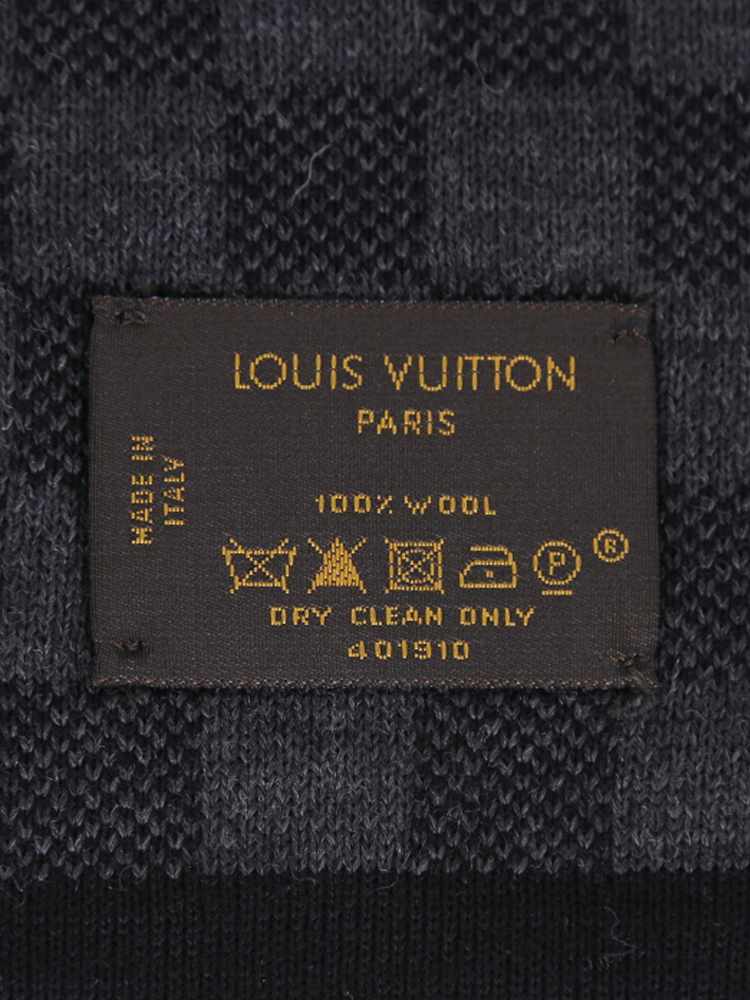 LOUIS VUITTON
PARIS
MADE IN
ITALY
100% WOOL
P ®
DRY CLEAN ONLY
401910